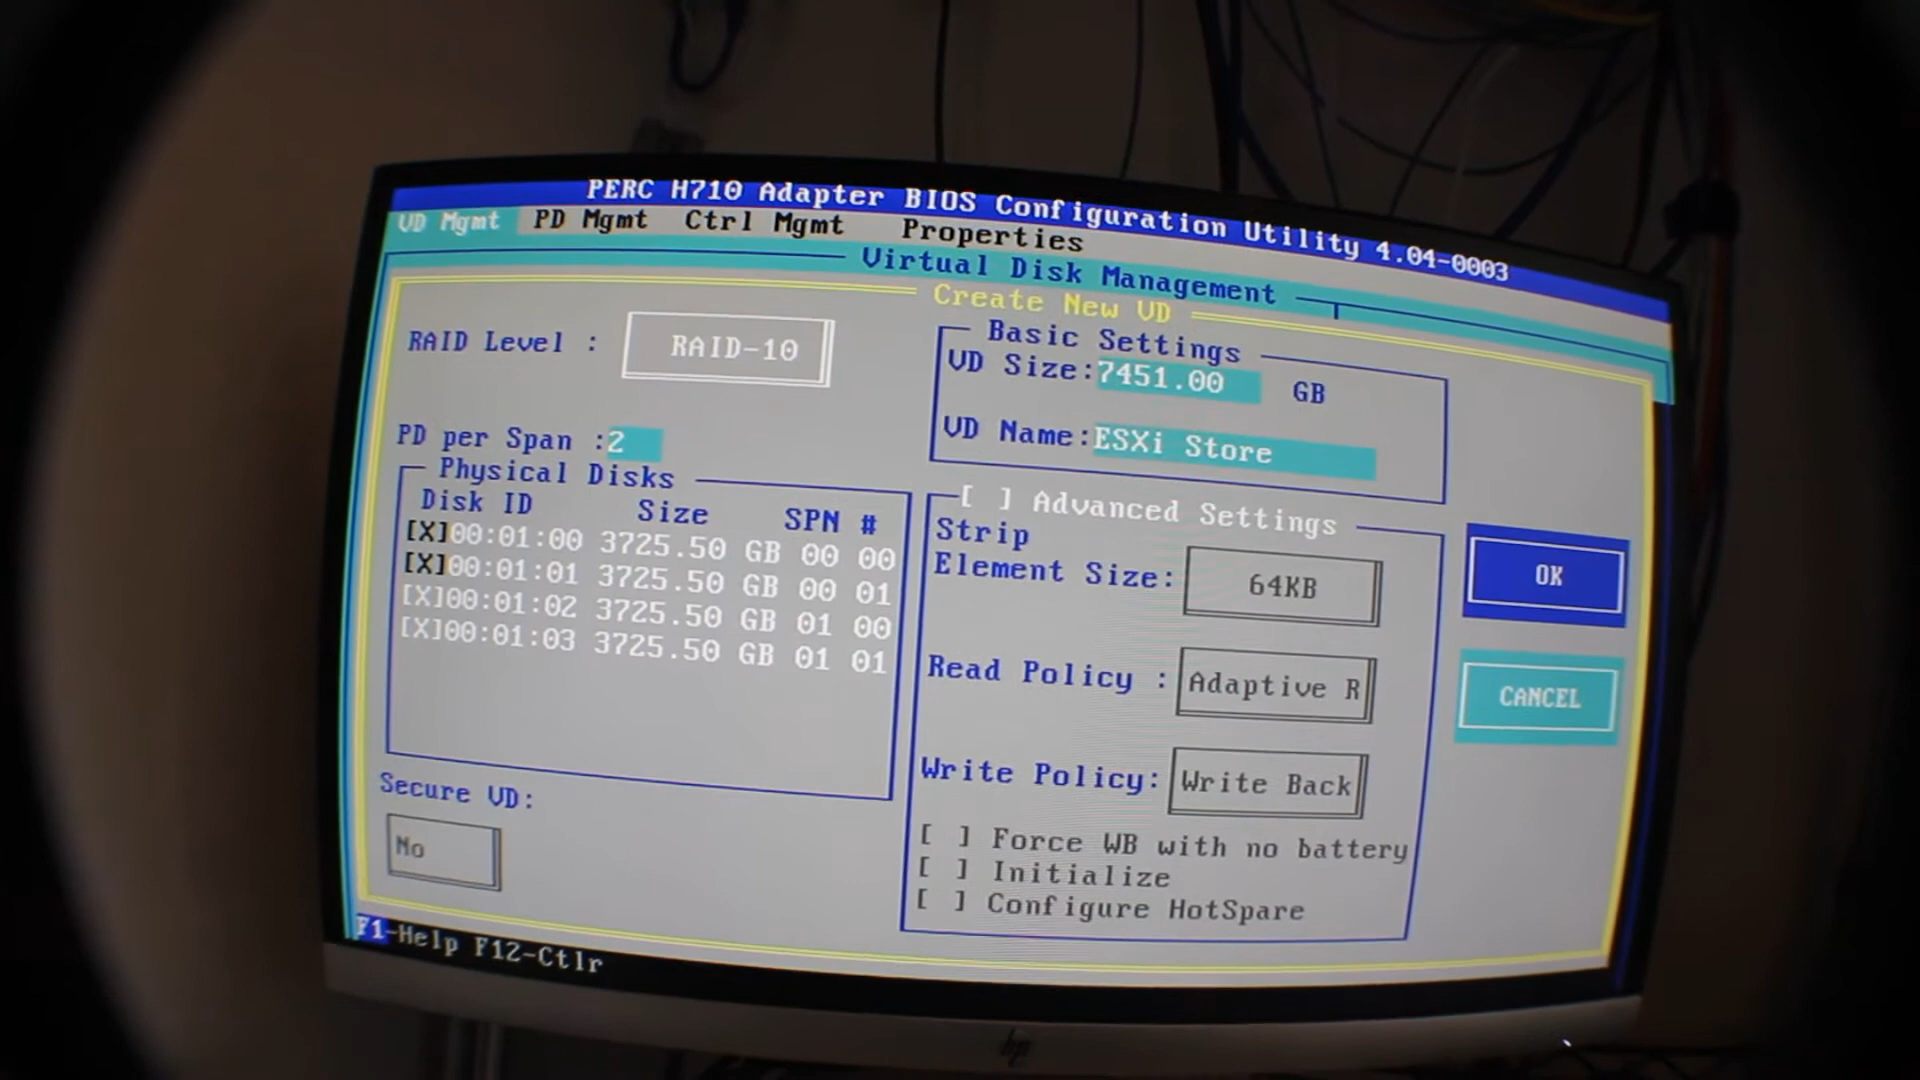 PERC H710 Adapter BIOS Configuration Utility 4.04-0003
VD Mgmt PD Mgmt Ctrl Mgmt Properties
Virtual Disk Management
Create New VD
RAID Level : RAID-10
PD per Span :2
Physical Disks
Disk ID Size SPN #
[X]00:01:00 3725.50 GB 00 00
[X]00:01:01 3725.50 GB 00 01
[X]00:01:02 3725.50 GB 01 00
[X]00:01:03 3725.50 GB 01 01
Secure VD:
No
Basic Settings
VD Size:7451.00 GB
VD Name:ESXi Store
[ ] Advanced Settings
Strip
Element Size: 64KB
Read Policy : Adaptive R
Write Policy: Write Back
[ ] Force WB with no battery
[ ] Initialize
[ ] Configure HotSpare
OK
CANCEL
F1-Help F12-Ctlr
hp